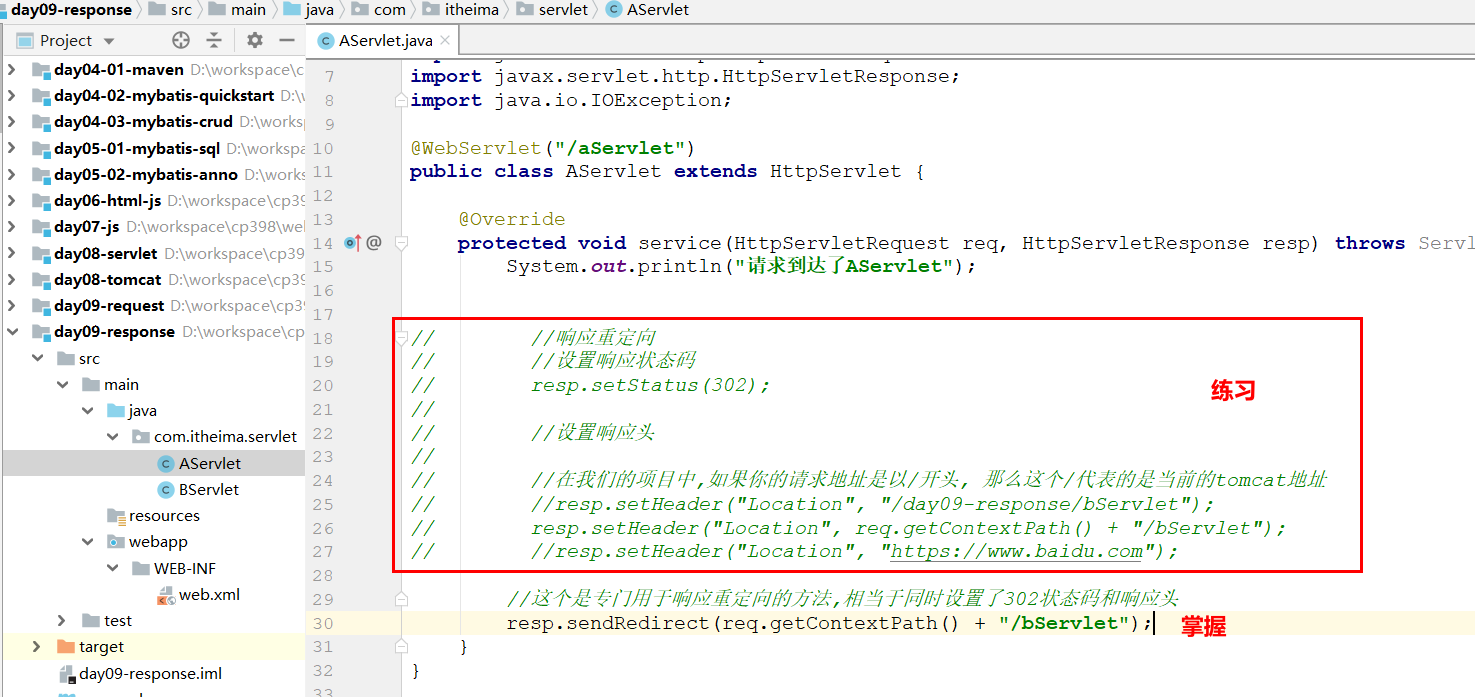 day09-response src main java com itheima servlet AServlet
Project
AServlet.java
day04-01-maven D:\workspace\c
day04-02-mybatis-quickstart D:\
day04-03-mybatis-crud D:\works
day05-01-mybatis-sql D:\workspa
day05-02-mybatis-anno D:\works
day06-html-js D:\workspace\cp39
day07-js D:\workspace\cp398\we
day08-servlet D:\workspace\cp39
day08-tomcat D:\workspace\cp39
day09-request D:\workspace\cp39
day09-response D:\workspace\cp
src
main
java
com.itheima.servlet
AServlet
BServlet
resources
webapp
WEB-INF
web.xml
test
target
day09-response.iml
7 import javax.servlet.http.HttpServletResponse;
8 import java.io.IOException;
9
10 @WebServlet("/aServlet")
11 public class AServlet extends HttpServlet {
12
13 @Override
14 @ protected void service(HttpServletRequest req, HttpServletResponse resp) throws Servl
15 System.out.println("请求到达了AServlet");
16
17
18 // //响应重定向
19 // //设置响应状态码
20 // resp.setStatus(302);
21 //
22 // //设置响应头
23 //
24 // //在我们的项目中,如果你的请求地址是以/开头, 那么这个/代表的是当前的tomcat地址
25 // //resp.setHeader("Location", "/day09-response/bServlet");
26 // resp.setHeader("Location", req.getContextPath() + "/bServlet");
27 // //resp.setHeader("Location", "https://www.baidu.com");
练习
28
29 //这个是专门用于响应重定向的方法,相当于同时设置了302状态码和响应头
30 resp.sendRedirect(req.getContextPath() + "/bServlet"); 掌握
31 }
32 }
33